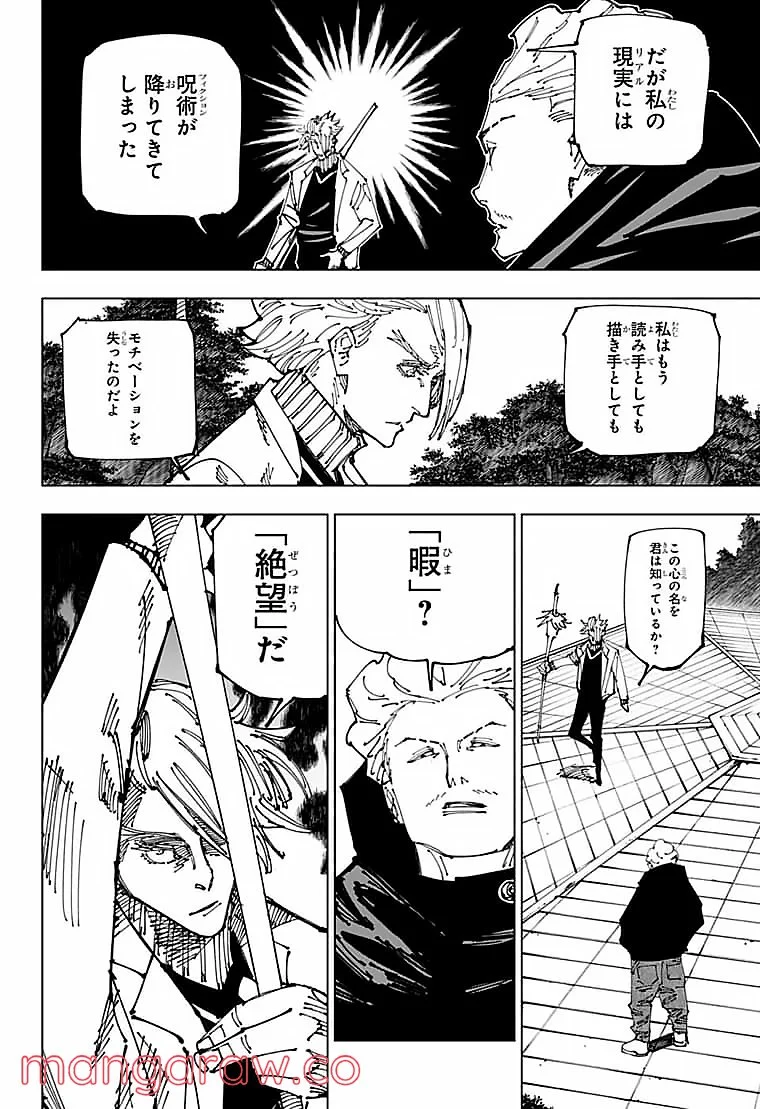 だが私の
現実には
呪術が
降りてきて
しまった
私はもう
読み手としても
描き手としても
モチベーションを
失ったのだよ
この心の名を
君は知っているか?
「暇」?
「絶望」だ
mangaraw.co